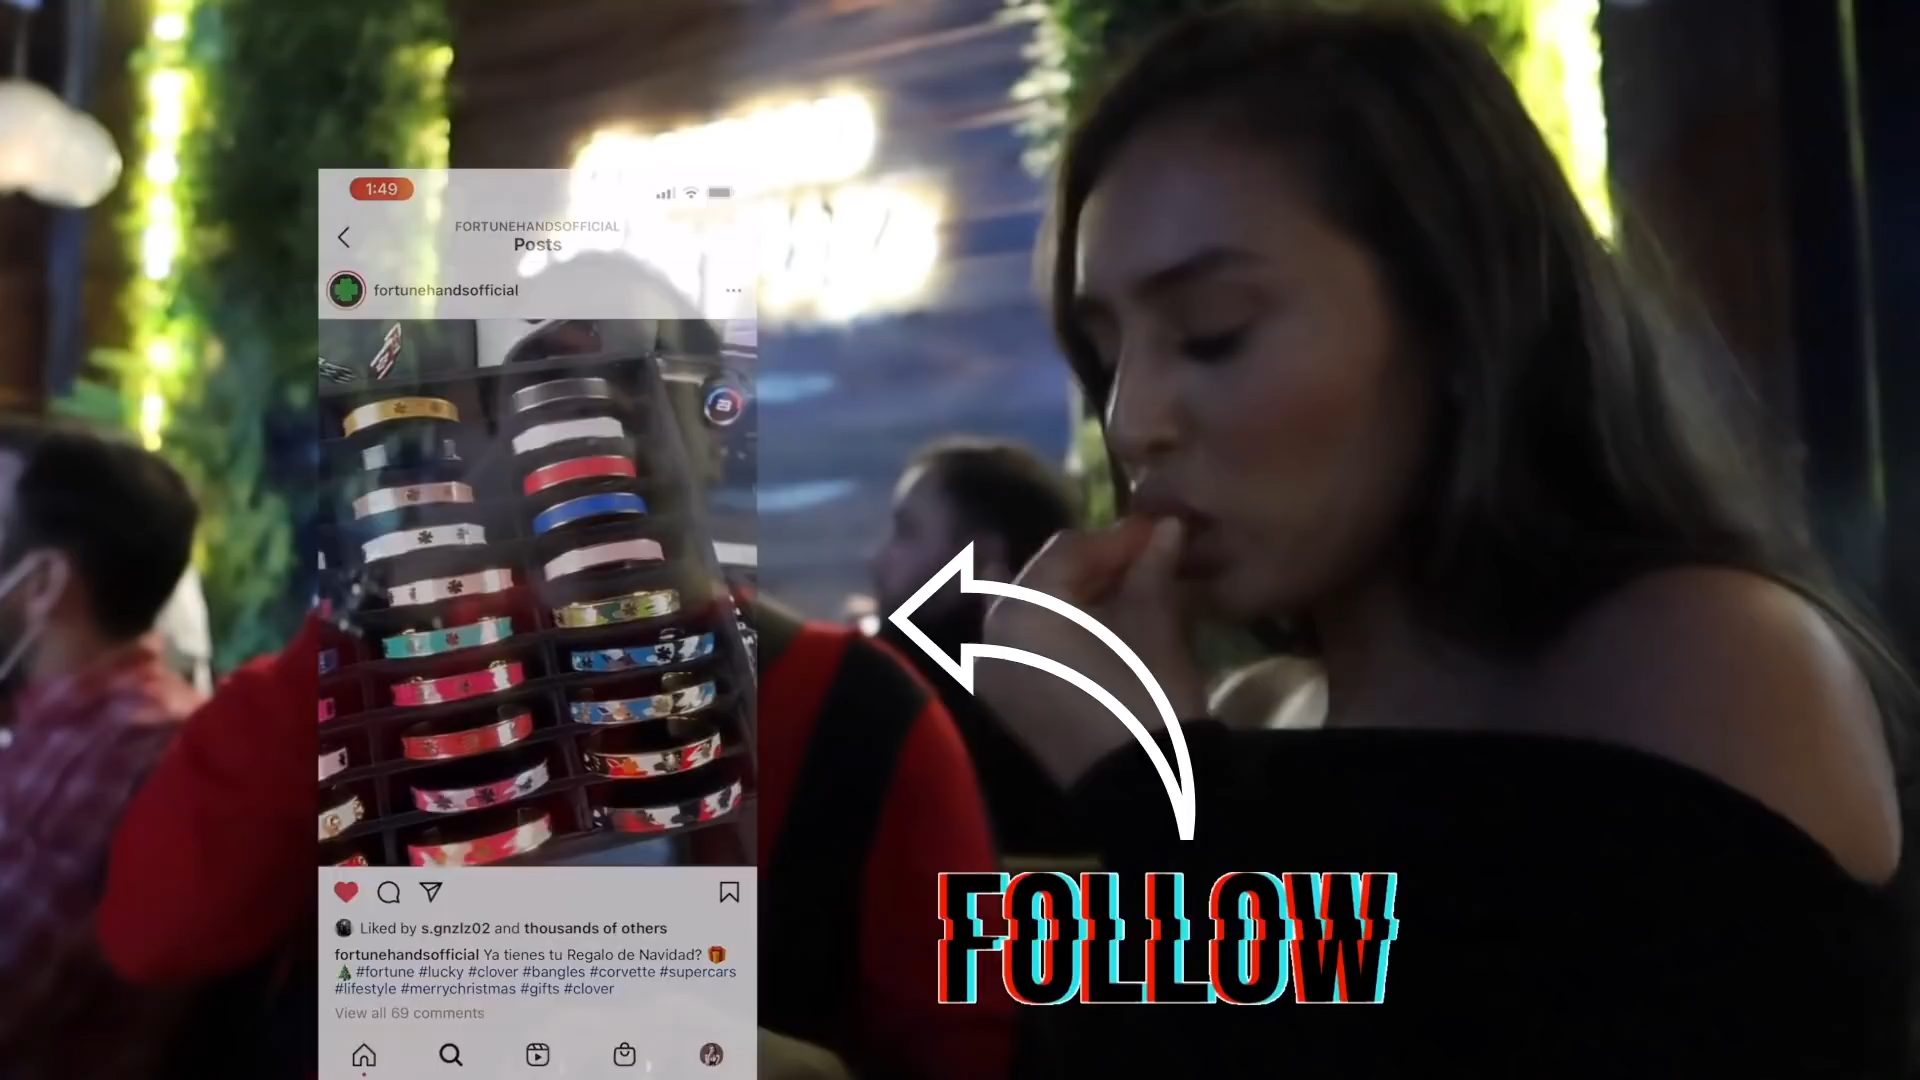 1:49
FORTUNEHANDSOFFICIAL
Posts
fortunehandsofficial
Liked by s.gnzlz02 and thousands of others
fortunehandsofficial Ya tienes tu Regalo de Navidad? 🎁
🎄 #fortune #lucky #clover #bangles #corvette #supercars
#lifestyle #merrychristmas #gifts #clover
View all 69 comments
FOLLOW